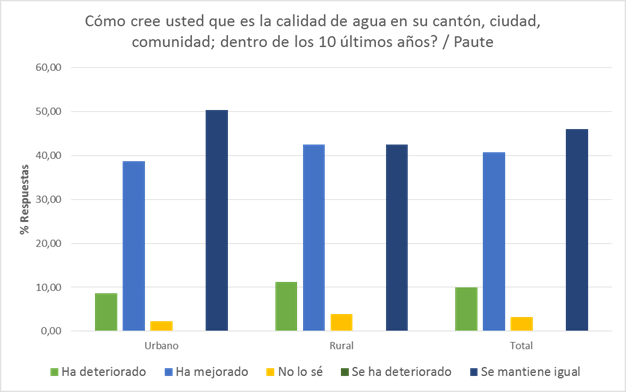 Cómo cree usted que es la calidad de agua en su cantón, ciudad,
comunidad; dentro de los 10 últimos años? / Paute
60,00
50,00
40,00
30,00
20,00
10,00
0,00
% Respuestas
Urbano Rural Total
Ha deteriorado Ha mejorado No lo sé Se ha deteriorado Se mantiene igual